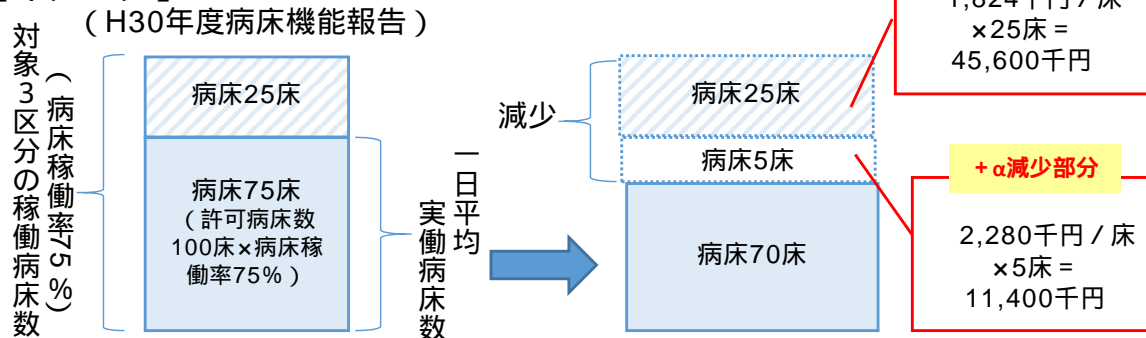 （H30年度病床機能報告）
対象３区分の稼働病床数
（病床稼働率75％）
病床25床
病床75床
（許可病床数
100床×病床稼
働率75％）
一日平均
実働病床数
減少
病床25床
病床5床
病床70床
×25床＝
45,600千円
+α減少部分
2,280千円／床
×5床＝
11,400千円